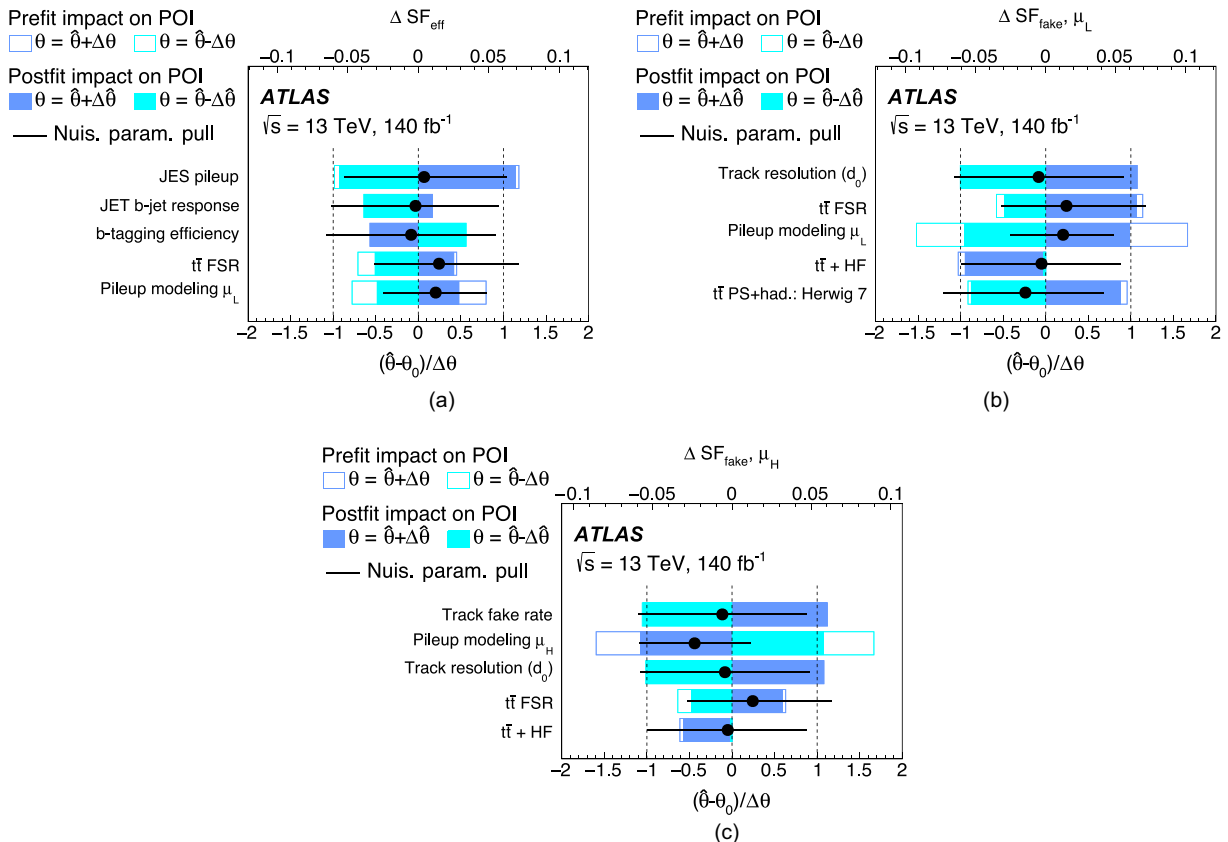 Prefit impact on POI
θ = θ̂+Δθ θ = θ̂-Δθ
Postfit impact on POI
θ = θ̂+Δθ̂ θ = θ̂-Δθ̂
Nuis. param. pull
Δ SF_eff
−0.1 −0.05 0 0.05 0.1
ATLAS
√s = 13 TeV, 140 fb⁻¹
JES pileup
JET b-jet response
b-tagging efficiency
tt̄ FSR
Pileup modeling μ_L
−2 −1.5 −1 −0.5 0 0.5 1 1.5 2
(θ̂-θ₀)/Δθ
(a)
Prefit impact on POI
θ = θ̂+Δθ θ = θ̂-Δθ
Postfit impact on POI
θ = θ̂+Δθ̂ θ = θ̂-Δθ̂
Nuis. param. pull
Δ SF_fake, μ_L
−0.1 −0.05 0 0.05 0.1
ATLAS
√s = 13 TeV, 140 fb⁻¹
Track resolution (d₀)
tt̄ FSR
Pileup modeling μ_L
tt̄ + HF
tt̄ PS+had.: Herwig 7
−2 −1.5 −1 −0.5 0 0.5 1 1.5 2
(θ̂-θ₀)/Δθ
(b)
Prefit impact on POI
θ = θ̂+Δθ θ = θ̂-Δθ
Postfit impact on POI
θ = θ̂+Δθ̂ θ = θ̂-Δθ̂
Nuis. param. pull
Δ SF_fake, μ_H
−0.1 −0.05 0 0.05 0.1
ATLAS
√s = 13 TeV, 140 fb⁻¹
Track fake rate
Pileup modeling μ_H
Track resolution (d₀)
tt̄ FSR
tt̄ + HF
−2 −1.5 −1 −0.5 0 0.5 1 1.5 2
(θ̂-θ₀)/Δθ
(c)